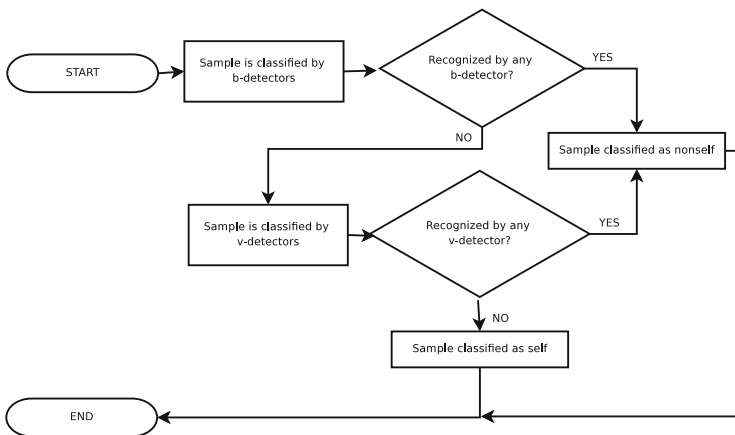 START
Sample is classified by
b-detectors
Recognized by any
b-detector?
YES
NO
Sample classified as nonself
Sample is classified by
v-detectors
Recognized by any
v-detector?
YES
NO
Sample classified as self
END